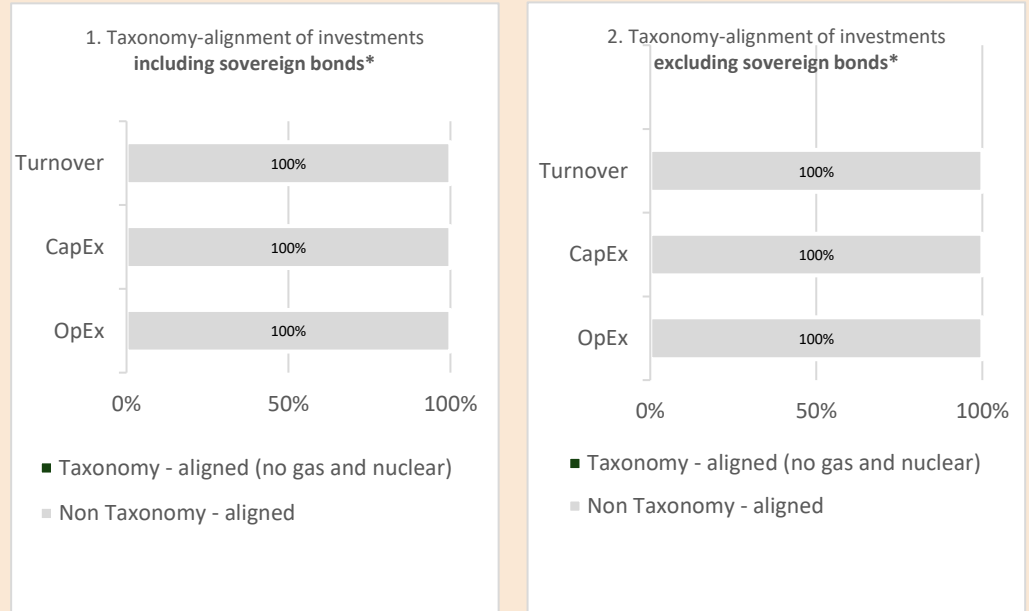 1. Taxonomy-alignment of investments
including sovereign bonds*
Turnover
100%
CapEx
100%
OpEx
100%
0%
50%
100%
Taxonomy - aligned (no gas and nuclear)
Non Taxonomy - aligned
2. Taxonomy-alignment of investments
excluding sovereign bonds*
Turnover
100%
CapEx
100%
OpEx
100%
0%
50%
100%
Taxonomy - aligned (no gas and nuclear)
Non Taxonomy - aligned